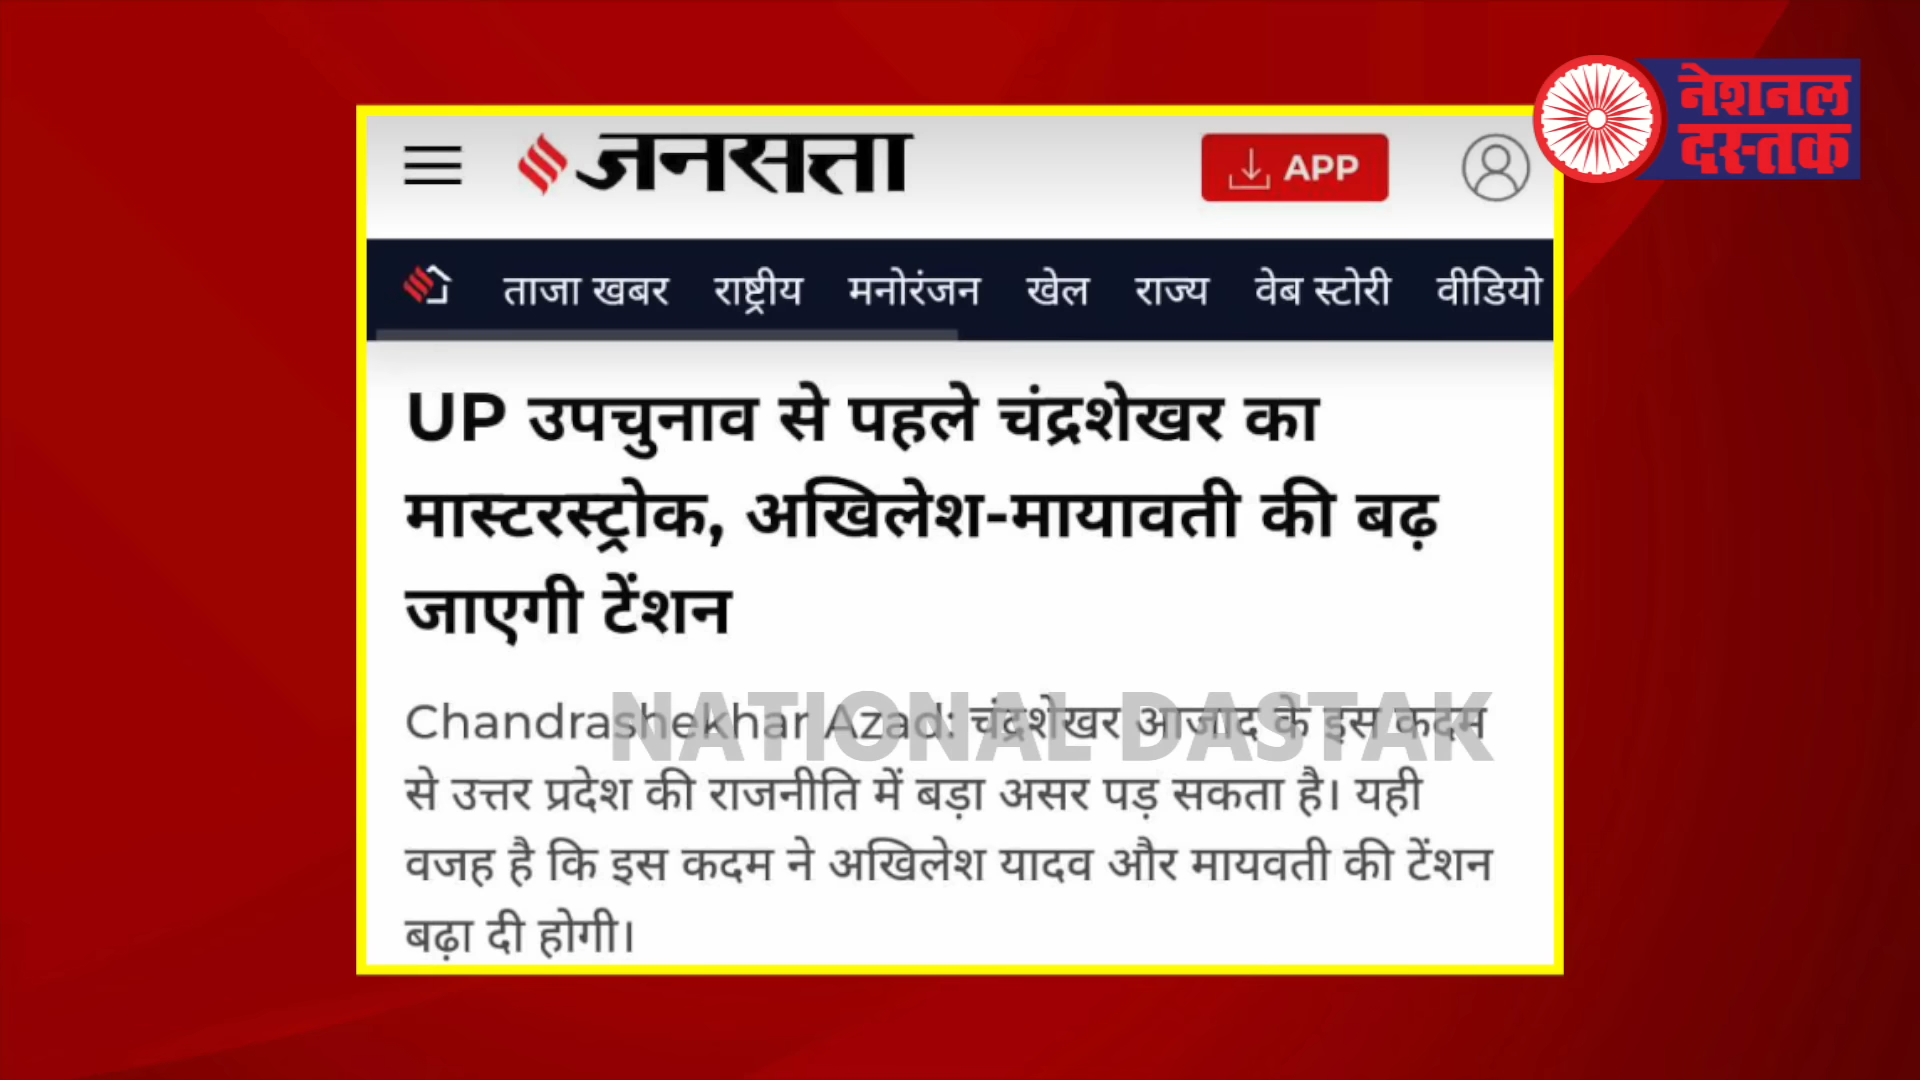 नेशनल
दस्तक
जनसत्ता
APP
ताजा खबर राष्ट्रीय मनोरंजन खेल राज्य वेब स्टोरी वीडियो
UP उपचुनाव से पहले चंद्रशेखर का
मास्टरस्ट्रोक, अखिलेश-मायावती की बढ़
जाएगी टेंशन
NATIONAL DASTAK
Chandrashekhar Azad: चंद्रशेखर आजाद के इस कदम
से उत्तर प्रदेश की राजनीति में बड़ा असर पड़ सकता है। यही
वजह है कि इस कदम ने अखिलेश यादव और मायवती की टेंशन
बढ़ा दी होगी।